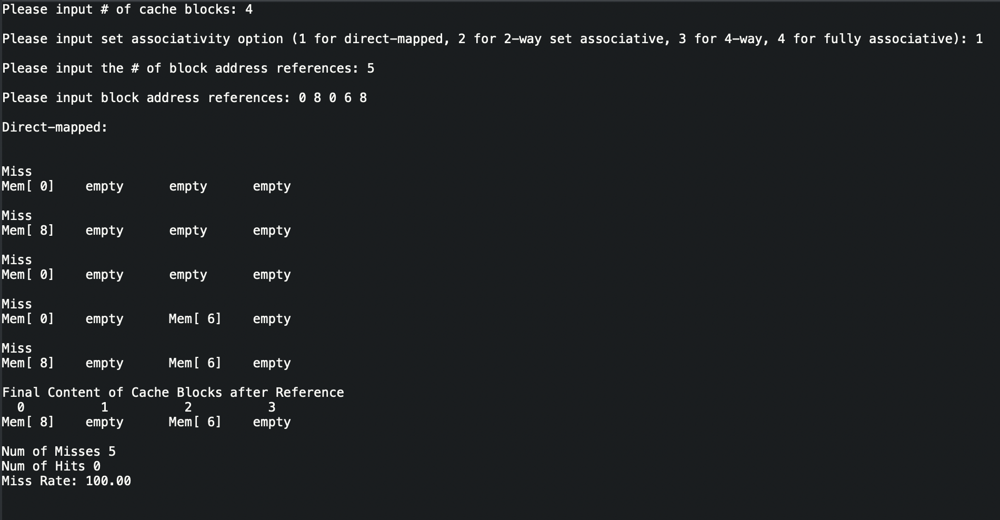 Please input # of cache blocks: 4
Please input set associativity option (1 for direct-mapped, 2 for 2-way set associative, 3 for 4-way, 4 for fully associative): 1
Please input the # of block address references: 5
Please input block address references: 0 8 0 6 8
Direct-mapped:
Miss
Mem[ 0]    empty      empty      empty
Miss
Mem[ 8]    empty      empty      empty
Miss
Mem[ 0]    empty      empty      empty
Miss
Mem[ 0]    empty      Mem[ 6]    empty
Miss
Mem[ 8]    empty      Mem[ 6]    empty
Final Content of Cache Blocks after Reference
  0          1          2          3
Mem[ 8]    empty      Mem[ 6]    empty
Num of Misses 5
Num of Hits 0
Miss Rate: 100.00